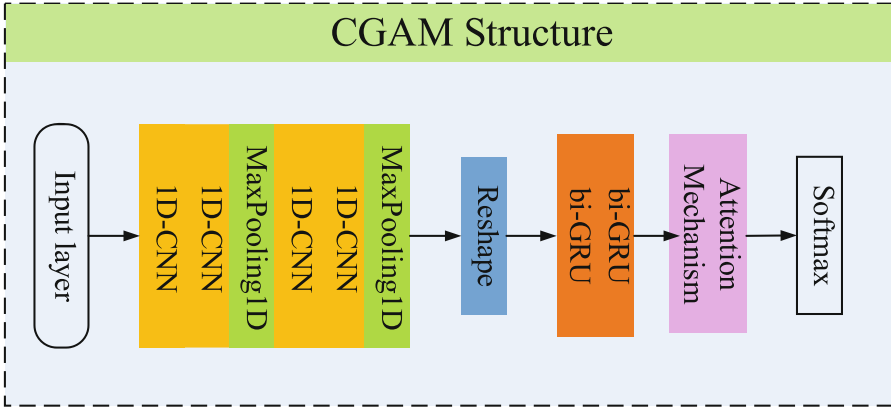 CGAM Structure
Input layer
1D-CNN
1D-CNN
MaxPooling1D
1D-CNN
1D-CNN
MaxPooling1D
Reshape
bi-GRU
bi-GRU
Attention
Mechanism
Softmax